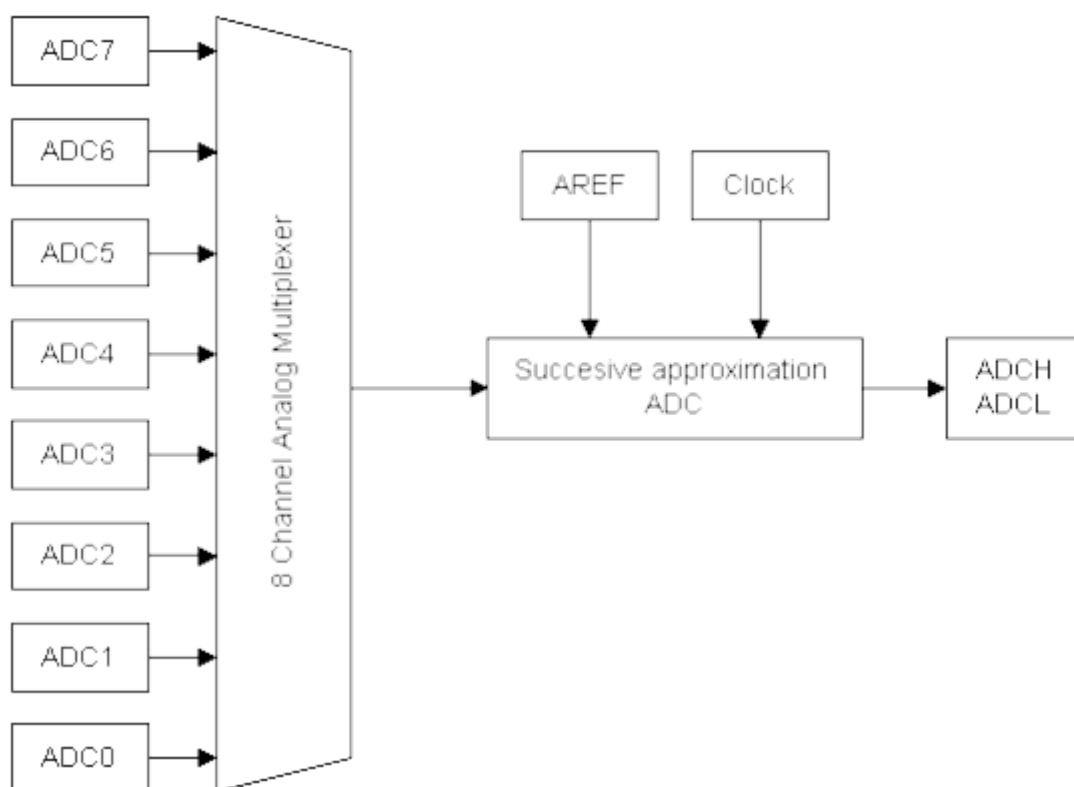 ADC7
ADC6
ADC5
ADC4
ADC3
ADC2
ADC1
ADC0
8 Channel Analog Multiplexer
AREF
Clock
Succesive approximation
ADC
ADCH
ADCL